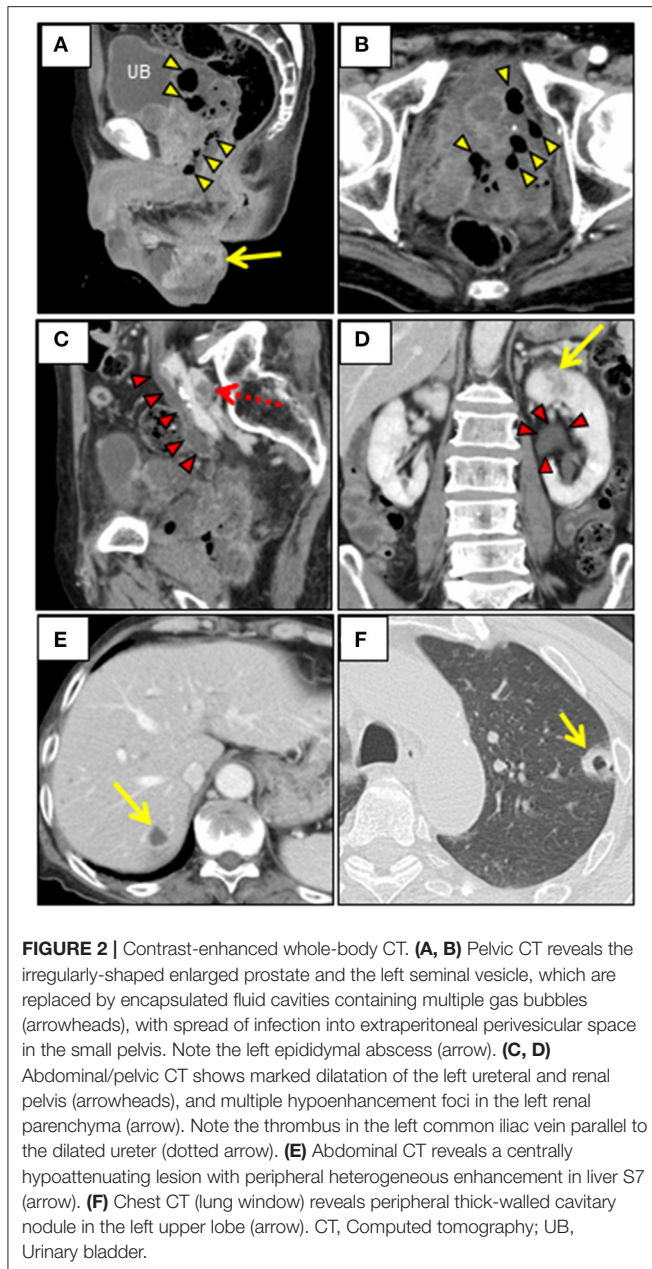 A
B
UB
C
D
E
F
FIGURE 2 | Contrast-enhanced whole-body CT. (A, B) Pelvic CT reveals the
irregularly-shaped enlarged prostate and the left seminal vesicle, which are
replaced by encapsulated fluid cavities containing multiple gas bubbles
(arrowheads), with spread of infection into extraperitoneal perivesicular space
in the small pelvis. Note the left epididymal abscess (arrow). (C, D)
Abdominal/pelvic CT shows marked dilatation of the left ureteral and renal
pelvis (arrowheads), and multiple hypoenhancement foci in the left renal
parenchyma (arrow). Note the thrombus in the left common iliac vein parallel to
the dilated ureter (dotted arrow). (E) Abdominal CT reveals a centrally
hypoattenuating lesion with peripheral heterogeneous enhancement in liver S7
(arrow). (F) Chest CT (lung window) reveals peripheral thick-walled cavitary
nodule in the left upper lobe (arrow). CT, Computed tomography; UB,
Urinary bladder.